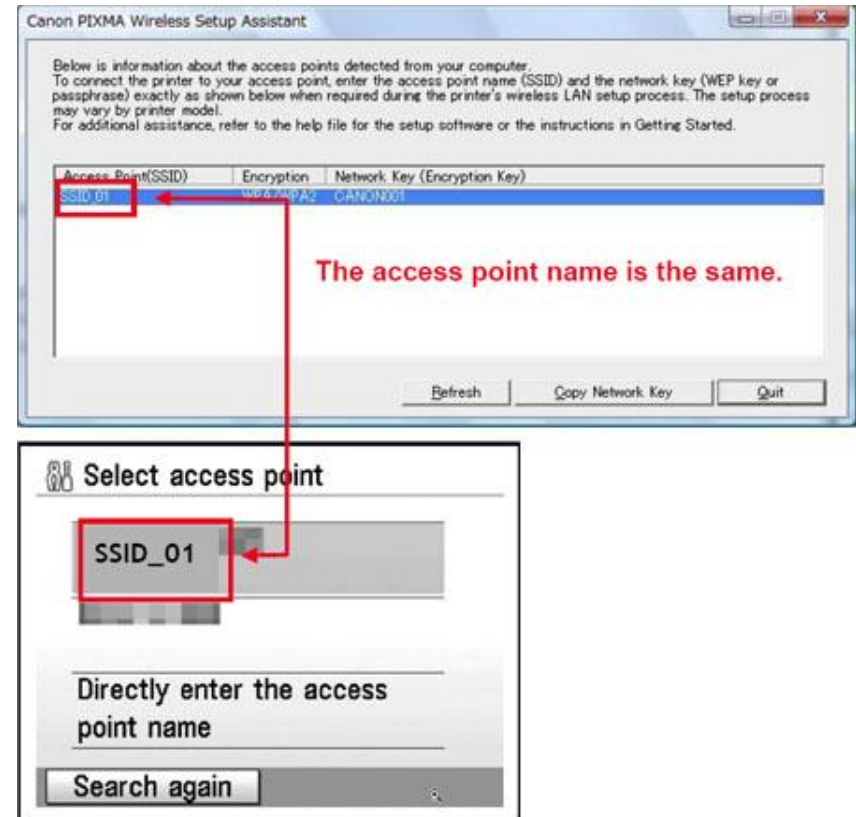 Canon PIXMA Wireless Setup Assistant
Below is information about the access points detected from your computer.
To connect the printer to your access point, enter the access point name (SSID) and the network key (WEP key or
passphrase) exactly as shown below when required during the printer's wireless LAN setup process. The setup process
may vary by printer model.
For additional assistance, refer to the help file for the setup software or the instructions in Getting Started.
Access Point(SSID) Encryption Network Key (Encryption Key)
SSID_01 WPA/WPA2 CANON001
The access point name is the same.
Refresh Copy Network Key Quit
Select access point
SSID_01
Directly enter the access
point name
Search again